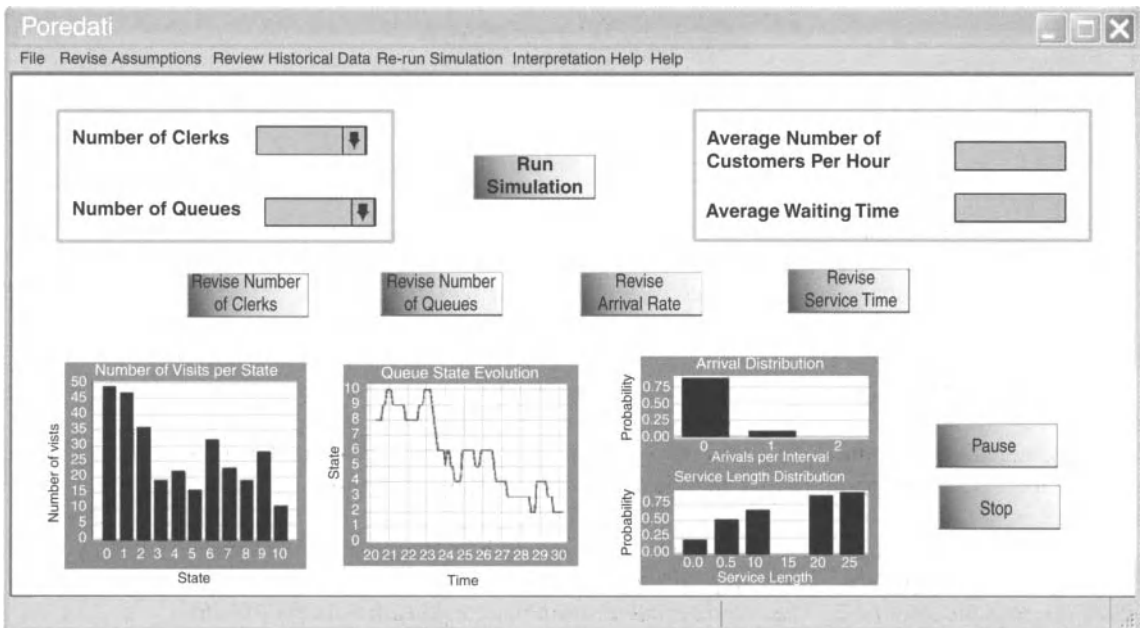 Poredati
File Revise Assumptions Review Historical Data Re-run Simulation Interpretation Help Help
Number of Clerks
Number of Queues
Run
Simulation
Average Number of
Customers Per Hour
Average Waiting Time
Revise Number
of Clerks
Revise Number
of Queues
Revise
Arrival Rate
Revise
Service Time
Number of Visits per State
Number of vists
50
45
40
35
30
25
20
15
10
5
0
0 1 2 3 4 5 6 7 8 9 10
State
Queue State Evolution
State
10
9
8
7
6
5
4
3
2
1
0
20 21 22 23 24 25 26 27 28 29 30
Time
Arrival Distribution
Probability
0.75
0.50
0.25
0.00
0 1 2
Arivals per Interval
Service Length Distribution
Probability
0.75
0.50
0.25
0.00
0.0 0.5 10 15 20 25
Service Length
Pause
Stop